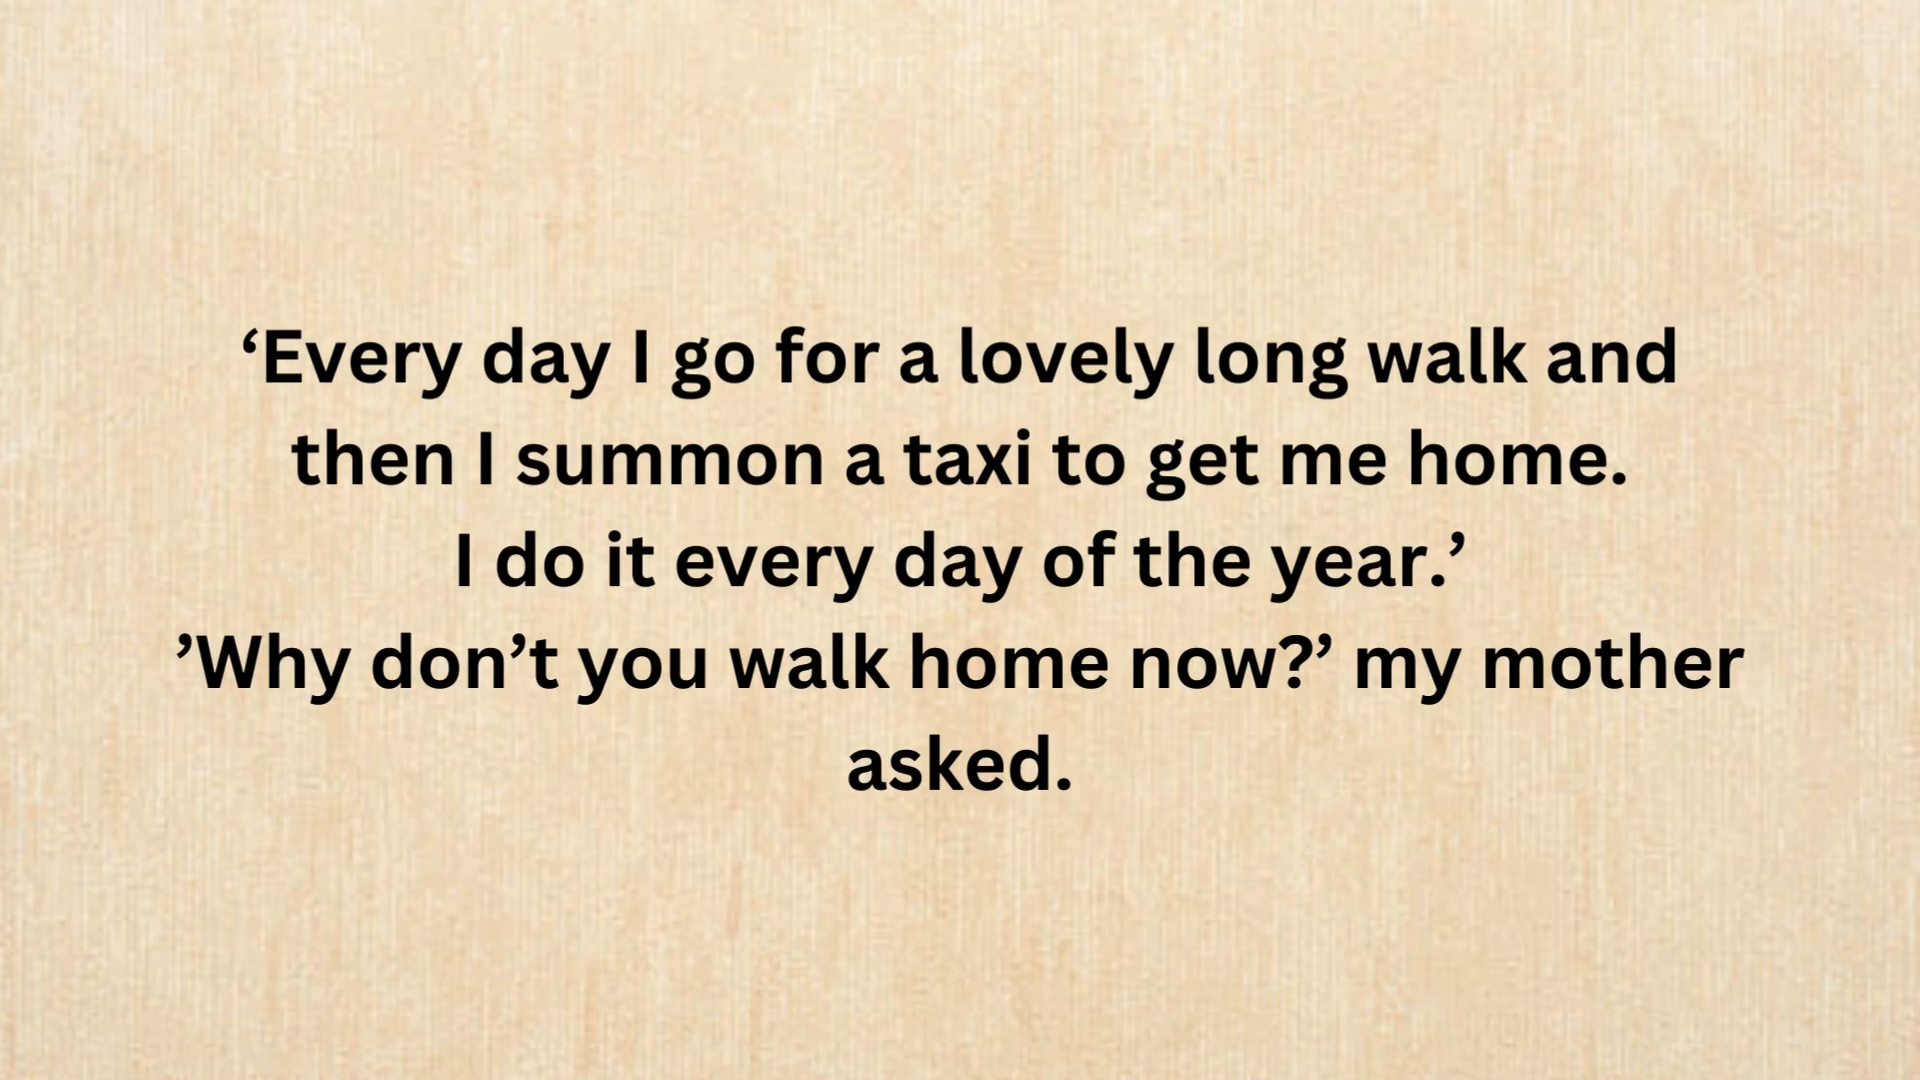 ‘Every day I go for a lovely long walk and
then I summon a taxi to get me home.
I do it every day of the year.’
’Why don’t you walk home now?’ my mother
asked.